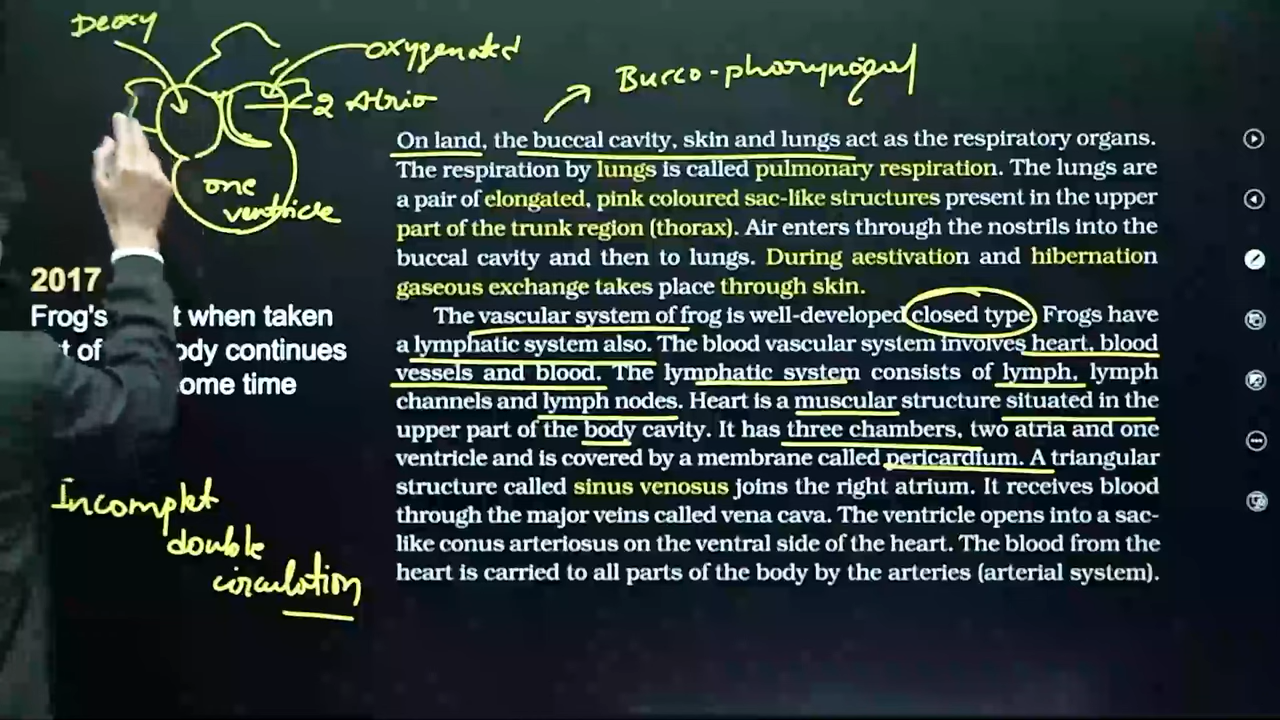 Deoxy
oxygenated
2 Atria
one
ventricle
Bucco-pharyngeal
On land, the buccal cavity, skin and lungs act as the respiratory organs.
The respiration by lungs is called pulmonary respiration. The lungs are
a pair of elongated, pink coloured sac-like structures present in the upper
part of the trunk region (thorax). Air enters through the nostrils into the
buccal cavity and then to lungs. During aestivation and hibernation
gaseous exchange takes place through skin.
The vascular system of frog is well-developed closed type. Frogs have
a lymphatic system also. The blood vascular system involves heart, blood
vessels and blood. The lymphatic system consists of lymph, lymph
channels and lymph nodes. Heart is a muscular structure situated in the
upper part of the body cavity. It has three chambers, two atria and one
ventricle and is covered by a membrane called pericardium. A triangular
structure called sinus venosus joins the right atrium. It receives blood
through the major veins called vena cava. The ventricle opens into a sac-
like conus arteriosus on the ventral side of the heart. The blood from the
heart is carried to all parts of the body by the arteries (arterial system).
2017
Frog's when taken
of continues
time
Incomplet
double
circulation